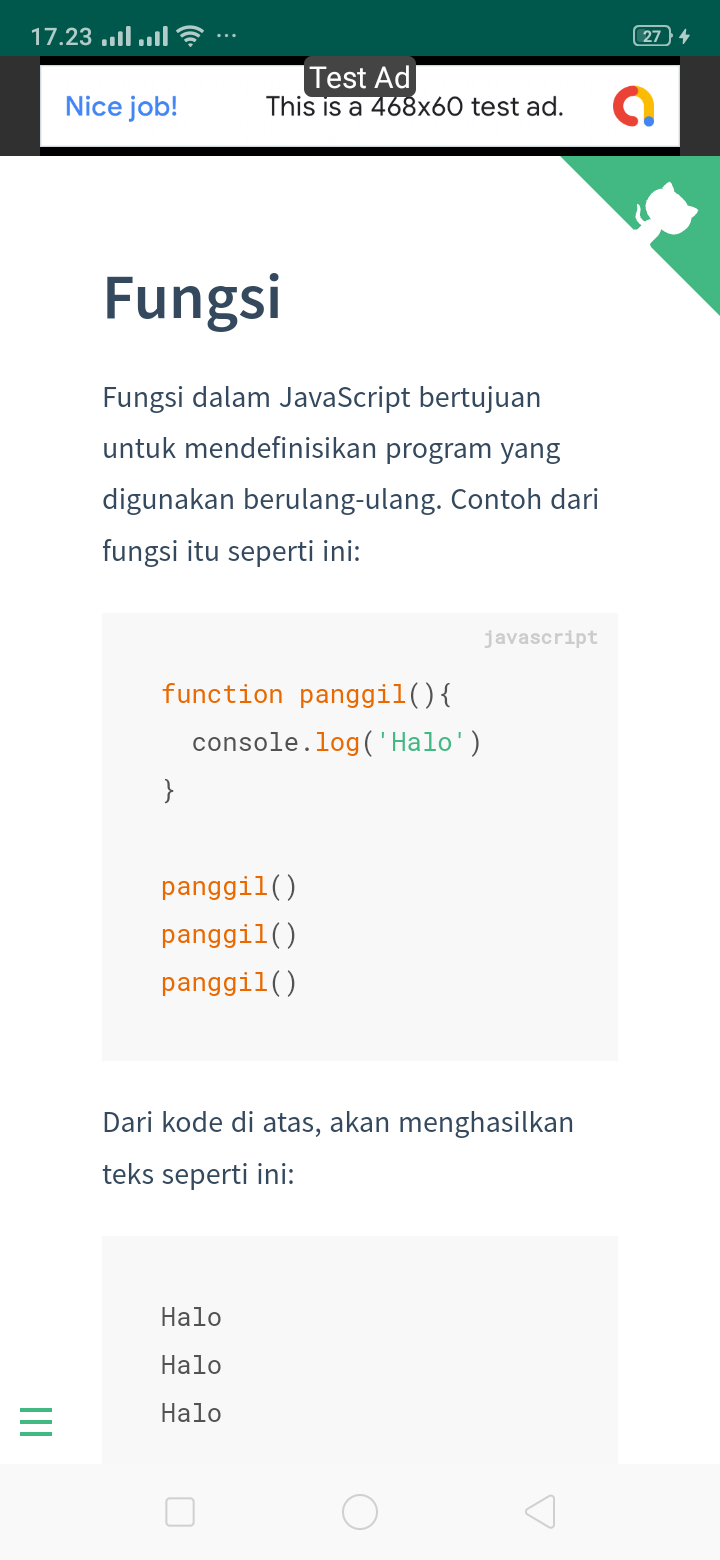 17.23
27
Test Ad
Nice job! This is a 468x60 test ad.
Fungsi
Fungsi dalam JavaScript bertujuan
untuk mendefinisikan program yang
digunakan berulang-ulang. Contoh dari
fungsi itu seperti ini:
javascript
function panggil(){
  console.log('Halo')
}
panggil()
panggil()
panggil()
Dari kode di atas, akan menghasilkan
teks seperti ini:
Halo
Halo
Halo